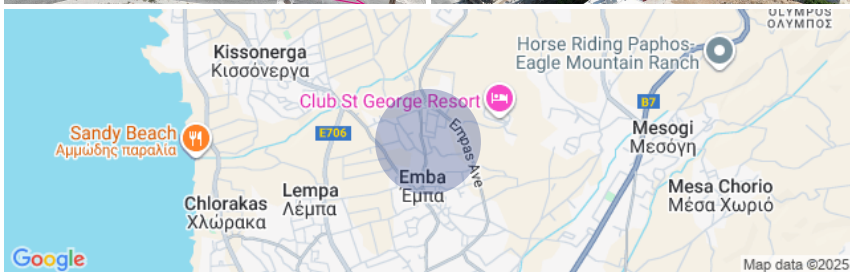 OLYMPUS
ΟΛΥΜΠΟΣ
Kissonerga
Κισσόνεργα
Horse Riding Paphos-
Eagle Mountain Ranch
Club St George Resort
B7
Sandy Beach
Αμμώδης παραλία
E706
Empas Ave
Mesogi
Μεσόγη
Emba
Έμπα
Lempa
Λέμπα
Chlorakas
Χλώρακα
Mesa Chorio
Μέσα Χωριό
Google
Map data ©2025